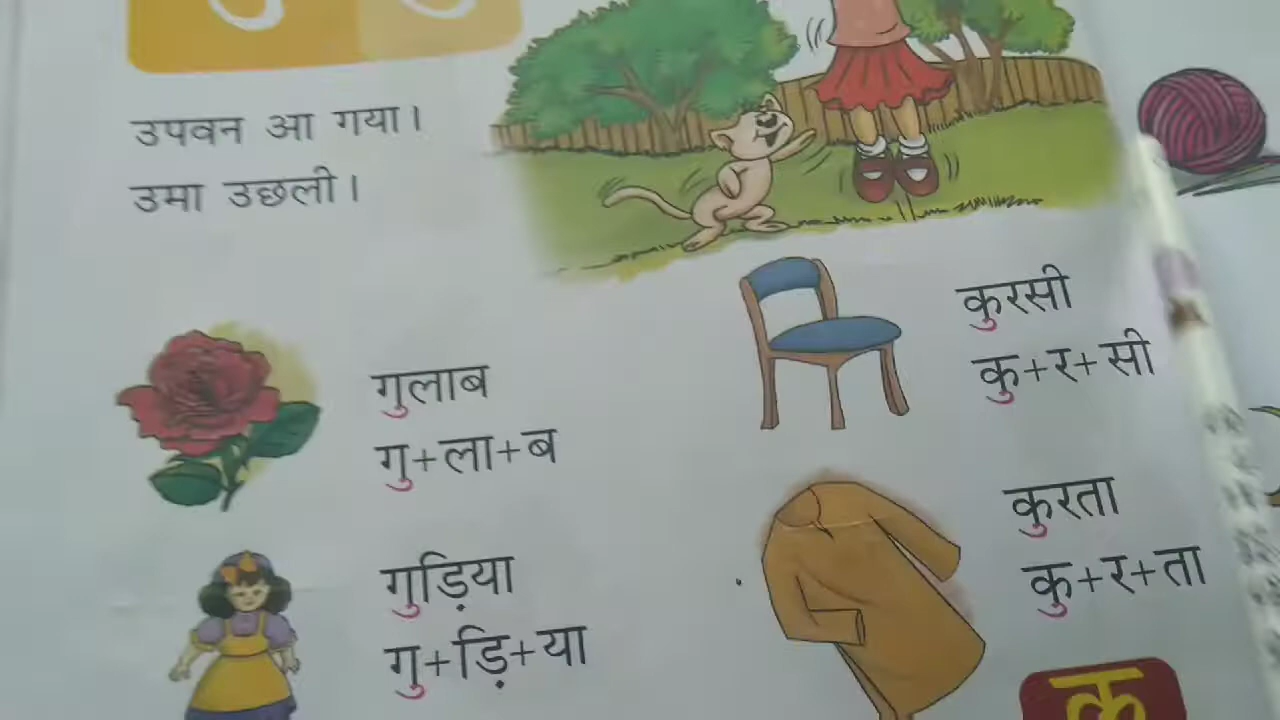 उपवन आ गया।
उमा उछली।
गुलाब
गु+ला+ब
कुरसी
कु+र+सी
गुड़िया
गु+ड़ि+या
कुरता
कु+र+ता
क